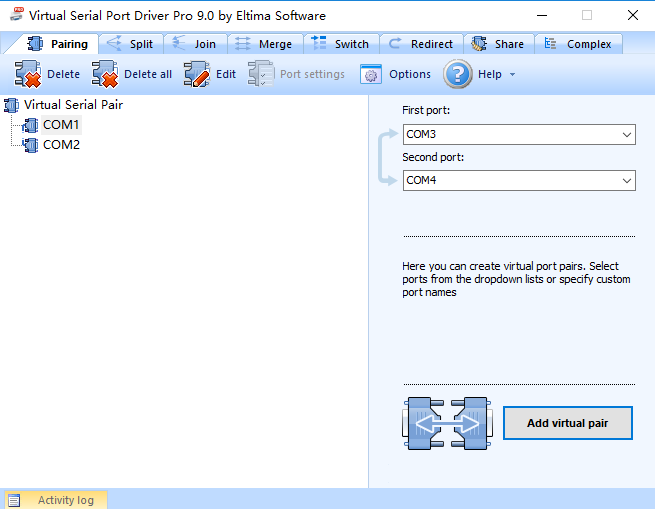 Virtual Serial Port Driver Pro 9.0 by Eltima Software
Pairing Split Join Merge Switch Redirect Share Complex
Delete Delete all Edit Port settings Options Help
Virtual Serial Pair
COM1
COM2
First port:
COM3
Second port:
COM4
Here you can create virtual port pairs. Select
ports from the dropdown lists or specify custom
port names
Add virtual pair
Activity log